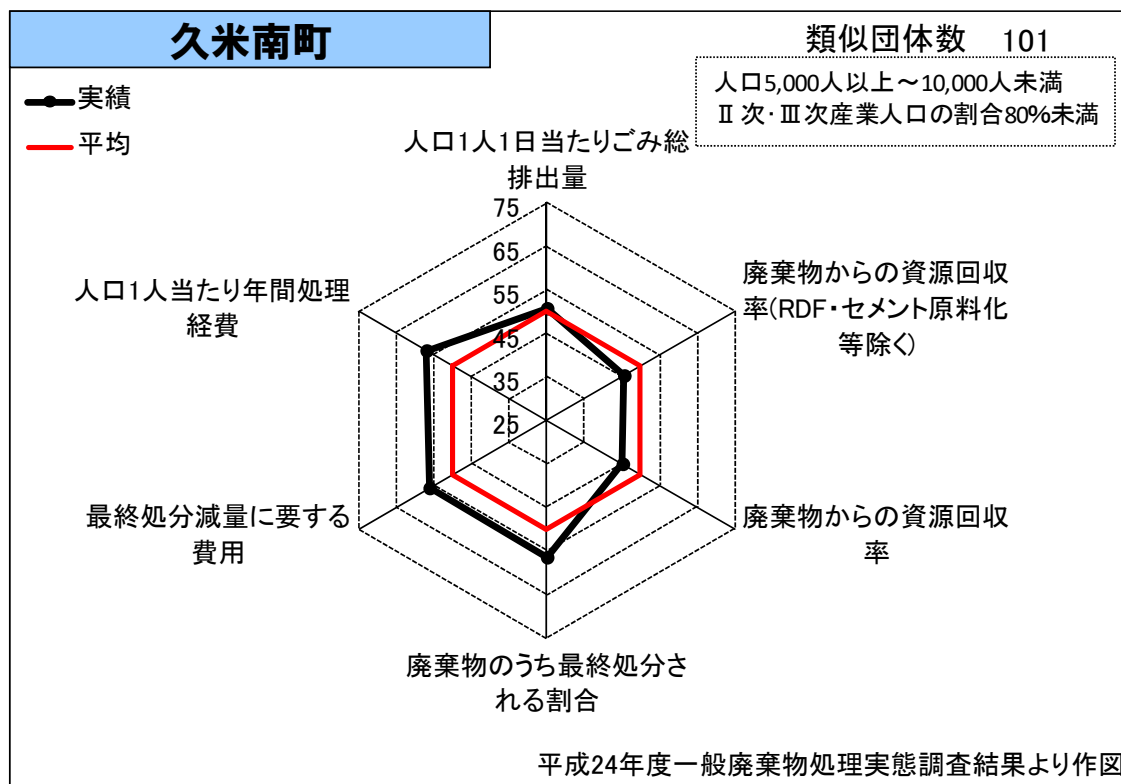 久米南町
類似団体数 101
人口5,000人以上～10,000人未満
Ⅱ次・Ⅲ次産業人口の割合80%未満
実績
平均
人口1人1日当たりごみ総
排出量
75
65
55
45
35
25
廃棄物からの資源回収
率(RDF・セメント原料化
等除く)
廃棄物からの資源回収
率
廃棄物のうち最終処分さ
れる割合
最終処分減量に要する
費用
人口1人当たり年間処理
経費
平成24年度一般廃棄物処理実態調査結果より作図